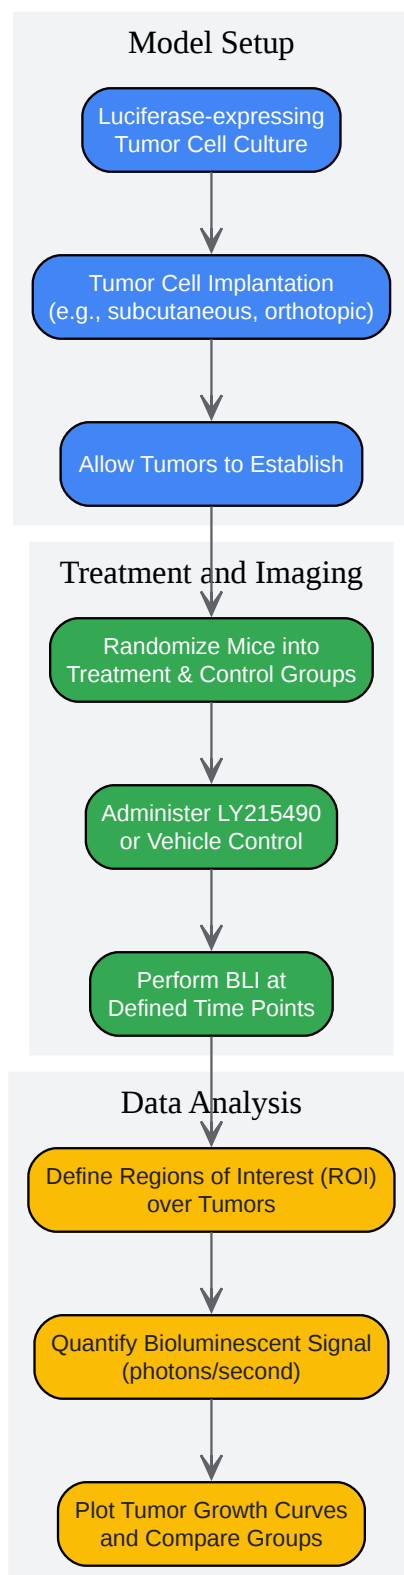 Model Setup
Luciferase-expressing
Tumor Cell Culture
Tumor Cell Implantation
(e.g., subcutaneous, orthotopic)
Allow Tumors to Establish
Treatment and Imaging
Randomize Mice into
Treatment & Control Groups
Administer LY215490
or Vehicle Control
Perform BLI at
Defined Time Points
Data Analysis
Define Regions of Interest (ROI)
over Tumors
Quantify Bioluminescent Signal
(photons/second)
Plot Tumor Growth Curves
and Compare Groups